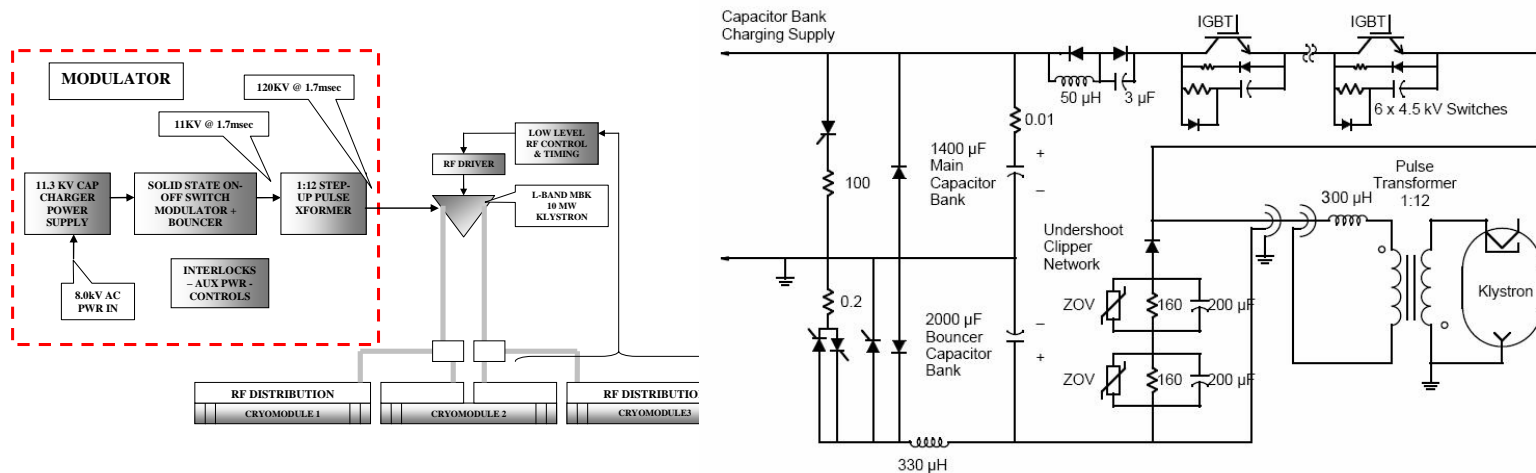 MODULATOR
120KV @ 1.7msec
11KV @ 1.7msec
11.3 KV CAP
CHARGER
POWER
SUPPLY
SOLID STATE ON-
OFF SWITCH
MODULATOR +
BOUNCER
1:12 STEP-
UP PULSE
XFORMER
INTERLOCKS
– AUX PWR -
CONTROLS
8.0kV AC
PWR IN
LOW LEVEL
RF CONTROL
& TIMING
RF DRIVER
L-BAND MBK
10 MW
KLYSTRON
RF DISTRIBUTION
CRYOMODULE 1
CRYOMODULE 2
RF DISTRIBUTIO
CRYOMODULE3
Capacitor Bank
Charging Supply
IGBT
IGBT
50 µH
3 µF
6 x 4.5 kV Switches
0.01
+
–
1400 µF
Main
Capacitor
Bank
100
Pulse
Transformer
1:12
300 µH
Undershoot
Clipper
Network
Klystron
0.2
2000 µF
Bouncer
Capacitor
Bank
–
+
ZOV
160
200 µF
ZOV
160
200 µF
330 µH